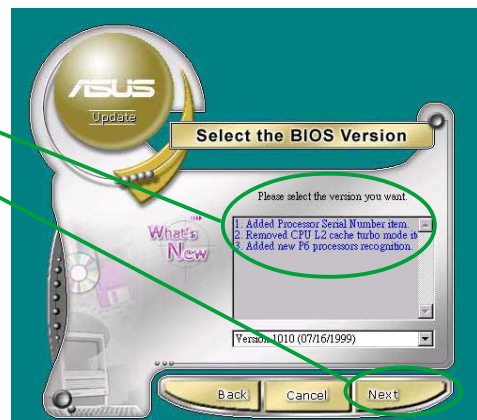 ASUS
Update
Select the BIOS Version
Please select the version you want.
What's
New
1. Added Processor Serial Number item.
2. Removed CPU L2 cache turbo mode it
3. Added new P6 processors recognition.
Version 1010 (07/16/1999)
Back
Cancel
Next